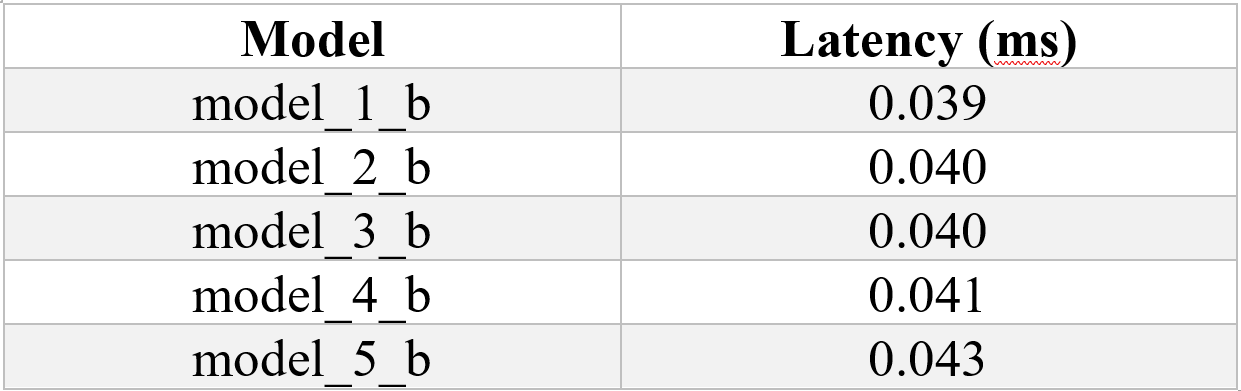 Model Latency (ms)
model_1_b 0.039
model_2_b 0.040
model_3_b 0.040
model_4_b 0.041
model_5_b 0.043